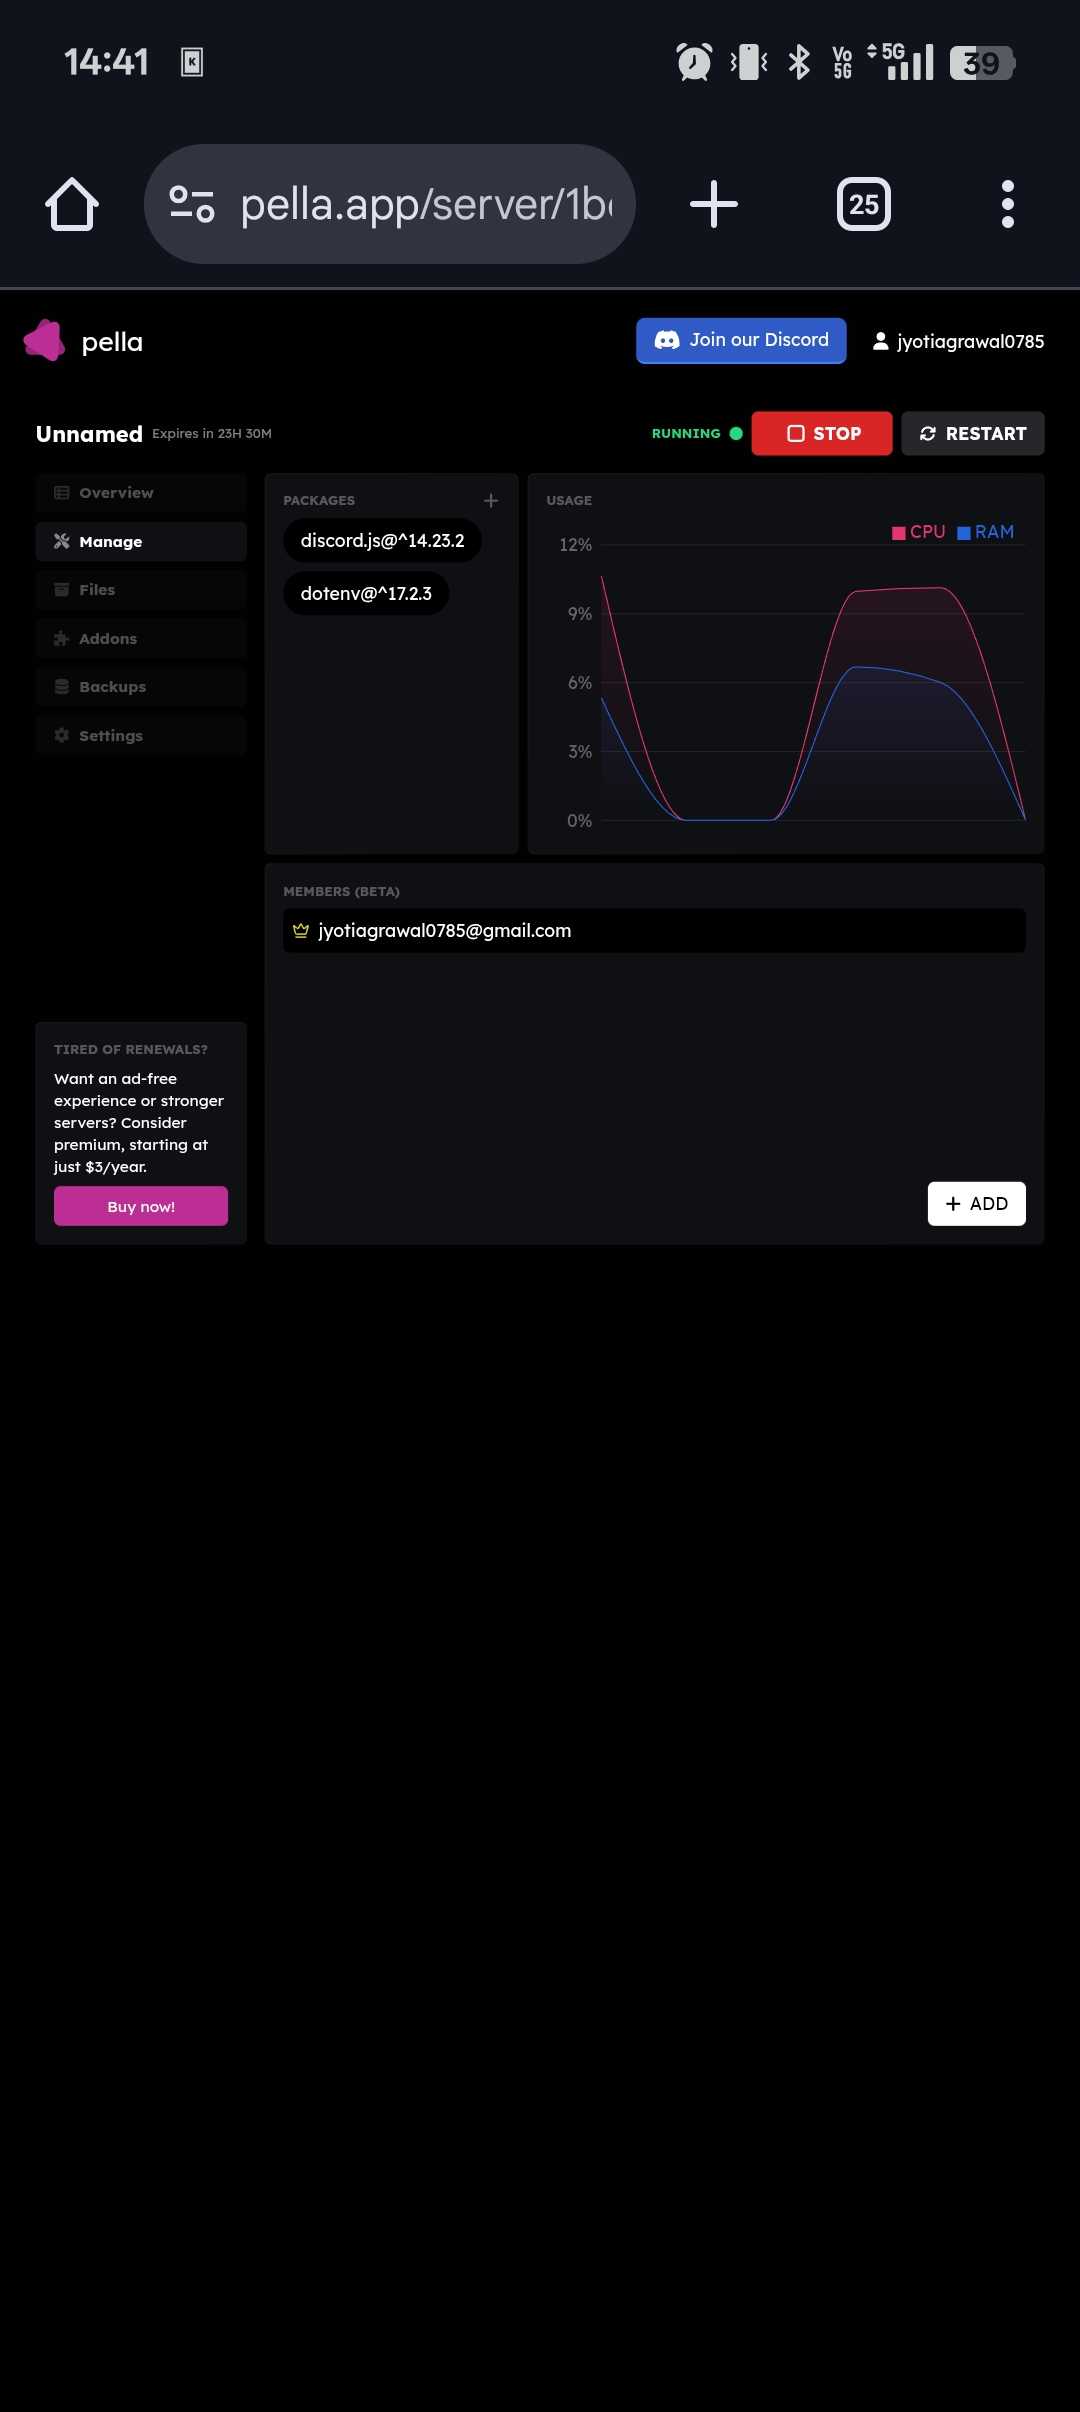 14:41
K
Vo
5G
5G
39
pella.app/server/1b
25
pella
Join our Discord
jyotiagrawal0785
Unnamed
Expires in 23H 30M
RUNNING
STOP
RESTART
Overview
Manage
Files
Addons
Backups
Settings
PACKAGES
discord.js@^14.23.2
dotenv@^17.2.3
USAGE
CPU
RAM
12%
9%
6%
3%
0%
MEMBERS (BETA)
jyotiagrawal0785@gmail.com
ADD
TIRED OF RENEWALS?
Want an ad-free
experience or stronger
servers? Consider
premium, starting at
just $3/year.
Buy now!